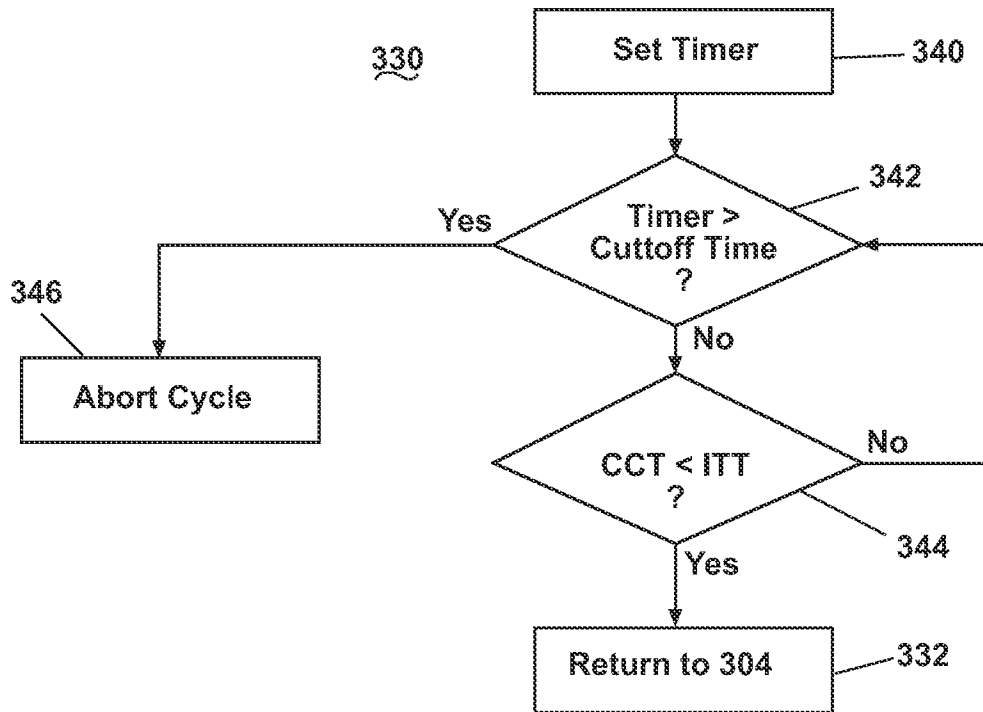 330
Set Timer
340
342
Yes
Timer >
Cuttoff Time
?
346
No
Abort Cycle
No
CCT < ITT
?
344
Yes
Return to 304
332